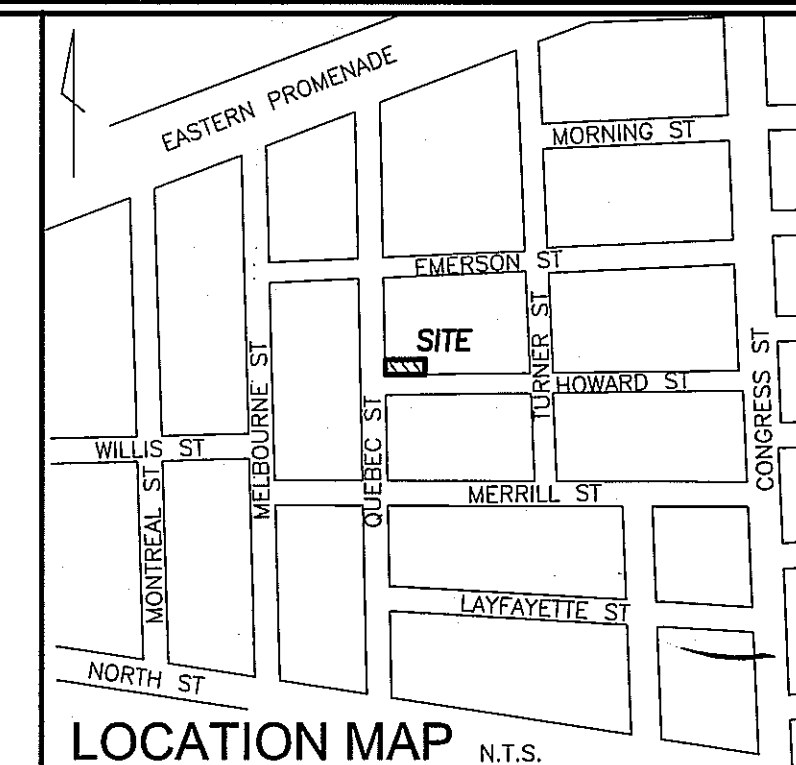 EASTERN PROMENADE
MORNING ST
EMERSON ST
SITE
TURNER ST
HOWARD ST
CONGRESS ST
MELBOURNE ST
QUEBEC ST
WILLIS ST
MONTREAL ST
MERRILL ST
LAYFAYETTE ST
NORTH ST
LOCATION MAP N.T.S.